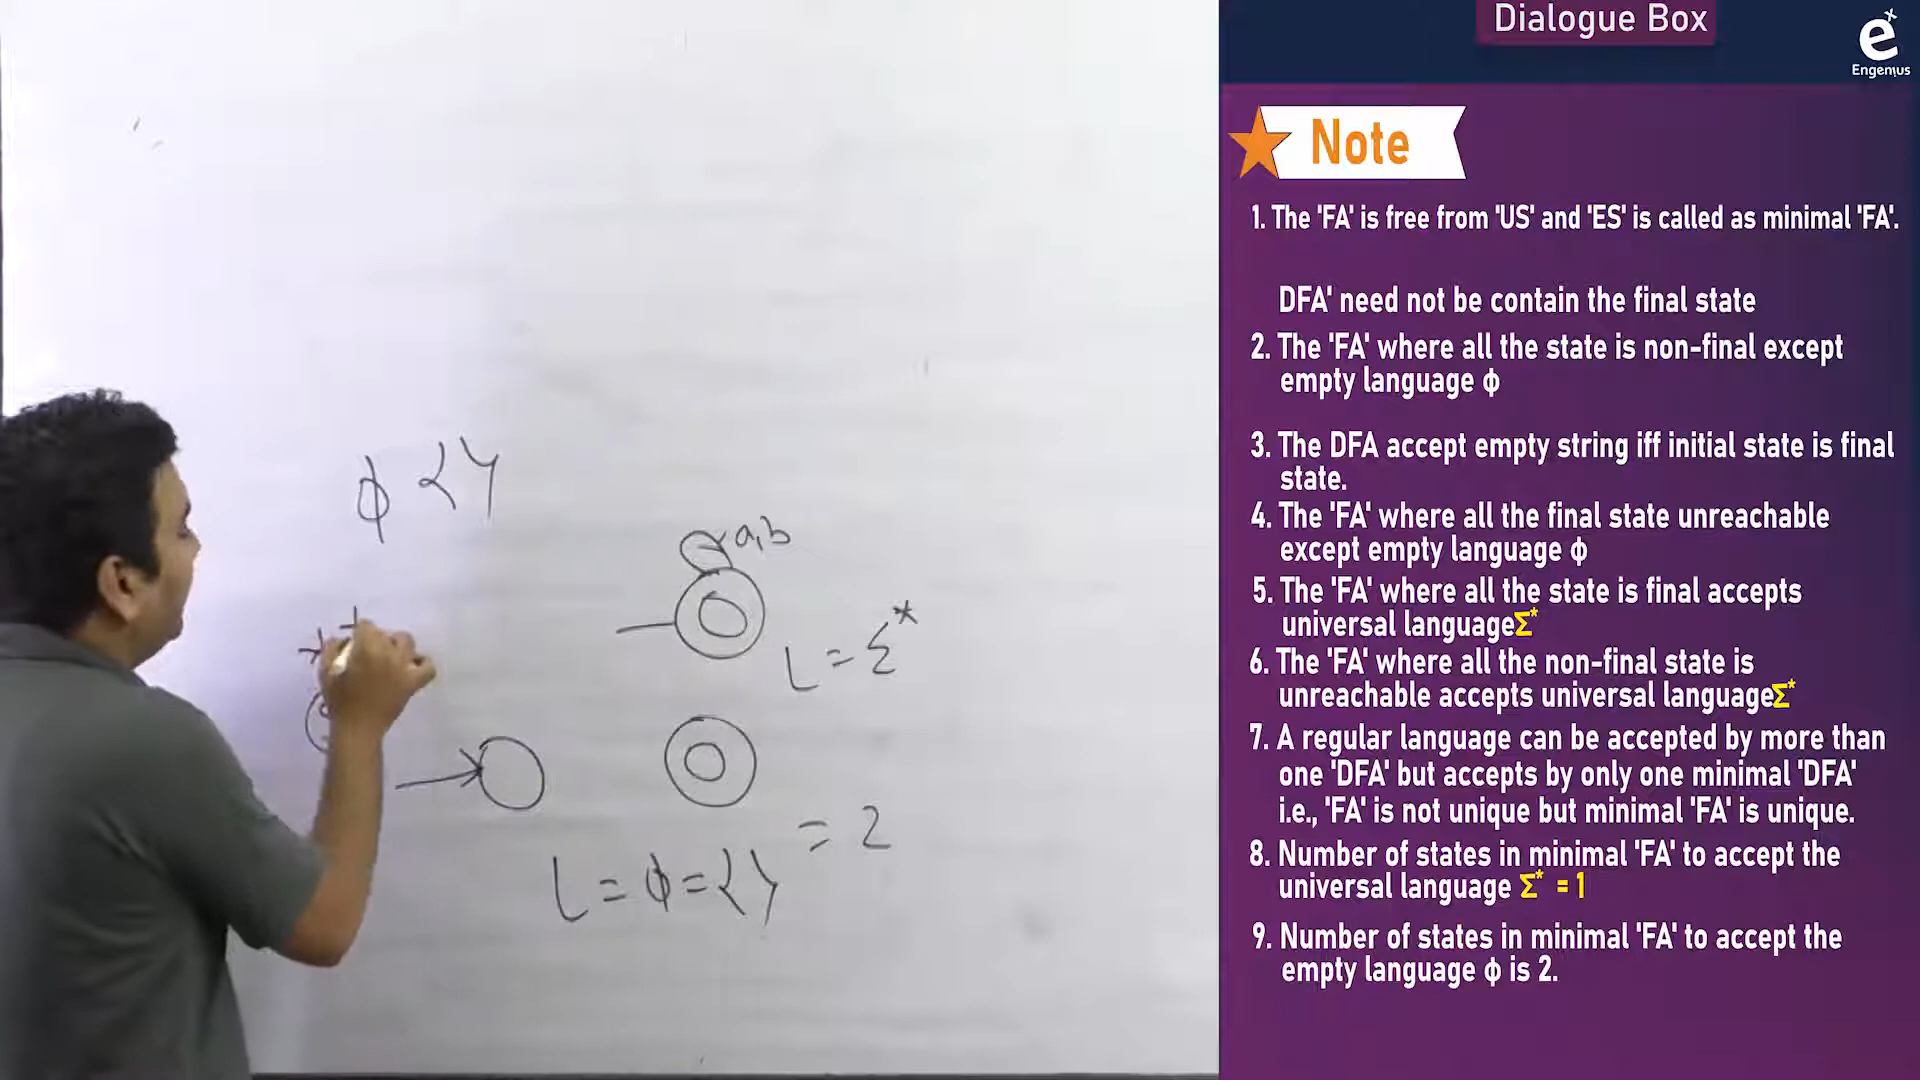 Dialogue Box
ex
Engenius
Note
1. The 'FA' is free from 'US' and 'ES' is called as minimal 'FA'.
DFA' need not be contain the final state
2. The 'FA' where all the state is non-final except
empty language ϕ
3. The DFA accept empty string iff initial state is final
state.
4. The 'FA' where all the final state unreachable
except empty language ϕ
5. The 'FA' where all the state is final accepts
universal languageΣ*
6. The 'FA' where all the non-final state is
unreachable accepts universal languageΣ*
7. A regular language can be accepted by more than
one 'DFA' but accepts by only one minimal 'DFA'
i.e., 'FA' is not unique but minimal 'FA' is unique.
8. Number of states in minimal 'FA' to accept the
universal language Σ* = 1
9. Number of states in minimal 'FA' to accept the
empty language ϕ is 2.
ϕ { }
a,b
L = Σ*
= 2
L = ϕ = { }